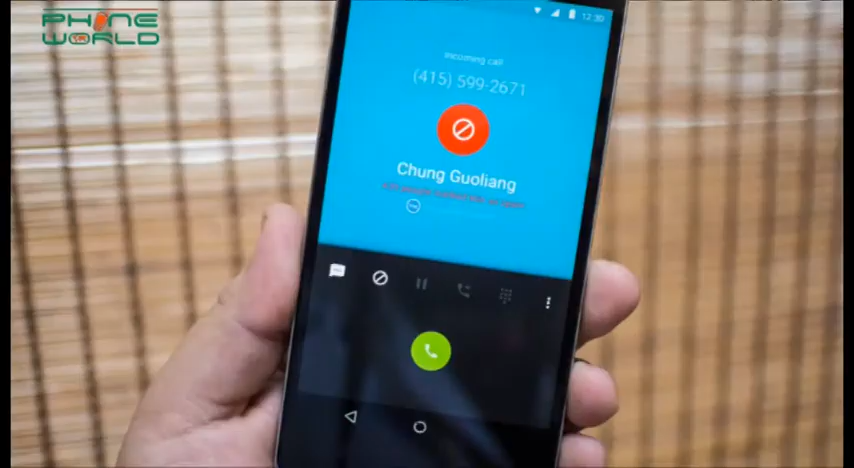 PHONE
WORLD
12:30
Incoming call
(415) 599-2671
Chung Guoliang